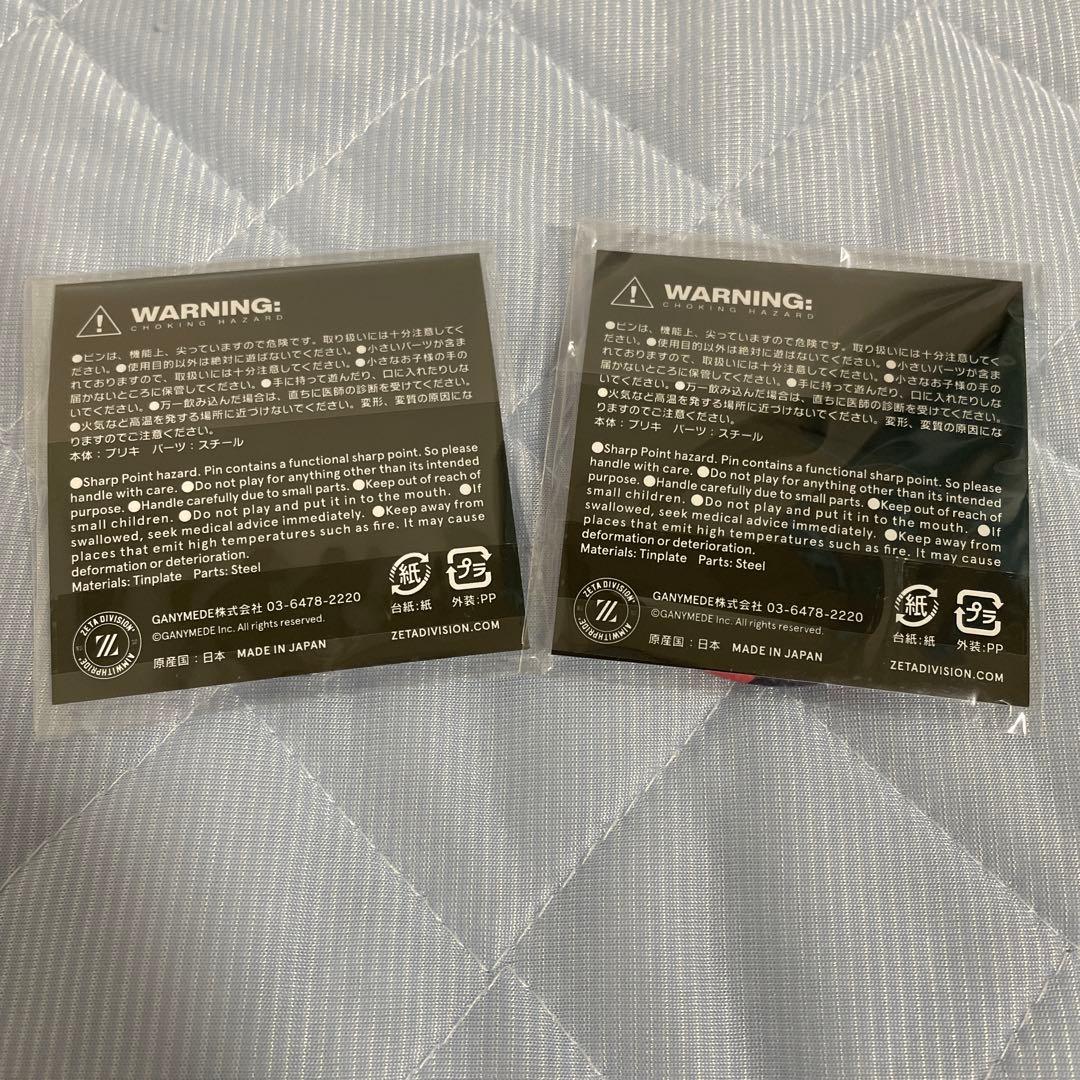 WARNING:
CHOKING HAZARD
●ピンは、機能上、尖っていますので危険です。取り扱いには十分注意してく
ださい。●使用目的以外は絶対に遊ばないでください。●小さいパーツが含ま
れておりますので、取扱いには十分注意してください。●小さなお子様の手の
届かないところに保管してください。●手に持って遊んだり、口に入れたりしな
いでください。●万一飲み込んだ場合は、直ちに医師の診断を受けてください。
●火気など高温を発する場所に近づけないでください。変形、変質の原因にな
りますのでご注意ください。
本体：ブリキ パーツ：スチール
●Sharp Point hazard. Pin contains a functional sharp point. So please
handle with care. ●Do not play for anything other than its intended
purpose. ●Handle carefully due to small parts. ●Keep out of reach of
small children. ●Do not play and put it in to the mouth. ●If
swallowed, seek medical advice immediately. ●Keep away from
places that emit high temperatures such as fire. It may cause
deformation or deterioration.
Materials: Tinplate Parts: Steel
紙
プラ
台紙:紙
外装:PP
ZETA DIVISION
AIMWITHPRIDE
GANYMEDE株式会社 03-6478-2220
©GANYMEDE Inc. All rights reserved.
原産国：日本 MADE IN JAPAN
ZETADIVISION.COM
WARNING:
CHOKING HAZARD
●ピンは、機能上、尖っていますので危険です。取り扱いには十分注意してく
ださい。●使用目的以外は絶対に遊ばないでください。●小さいパーツが含ま
れておりますので、取扱いには十分注意してください。●小さなお子様の手の
届かないところに保管してください。●手に持って遊んだり、口に入れたりしな
いでください。●万一飲み込んだ場合は、直ちに医師の診断を受けてください。
●火気など高温を発する場所に近づけないでください。変形、変質の原因にな
りますのでご注意ください。
本体：ブリキ パーツ：スチール
●Sharp Point hazard. Pin contains a functional sharp point. So please
handle with care. ●Do not play for anything other than its intended
purpose. ●Handle carefully due to small parts. ●Keep out of reach of
small children. ●Do not play and put it in to the mouth. ●If
swallowed, seek medical advice immediately. ●Keep away from
places that emit high temperatures such as fire. It may cause
deformation or deterioration.
Materials: Tinplate Parts: Steel
紙
プラ
台紙:紙
外装:PP
ZETA DIVISION
AIMWITHPRIDE
GANYMEDE株式会社 03-6478-2220
©GANYMEDE Inc. All rights reserved.
原産国：日本 MADE IN JAPAN
ZETADIVISION.COM